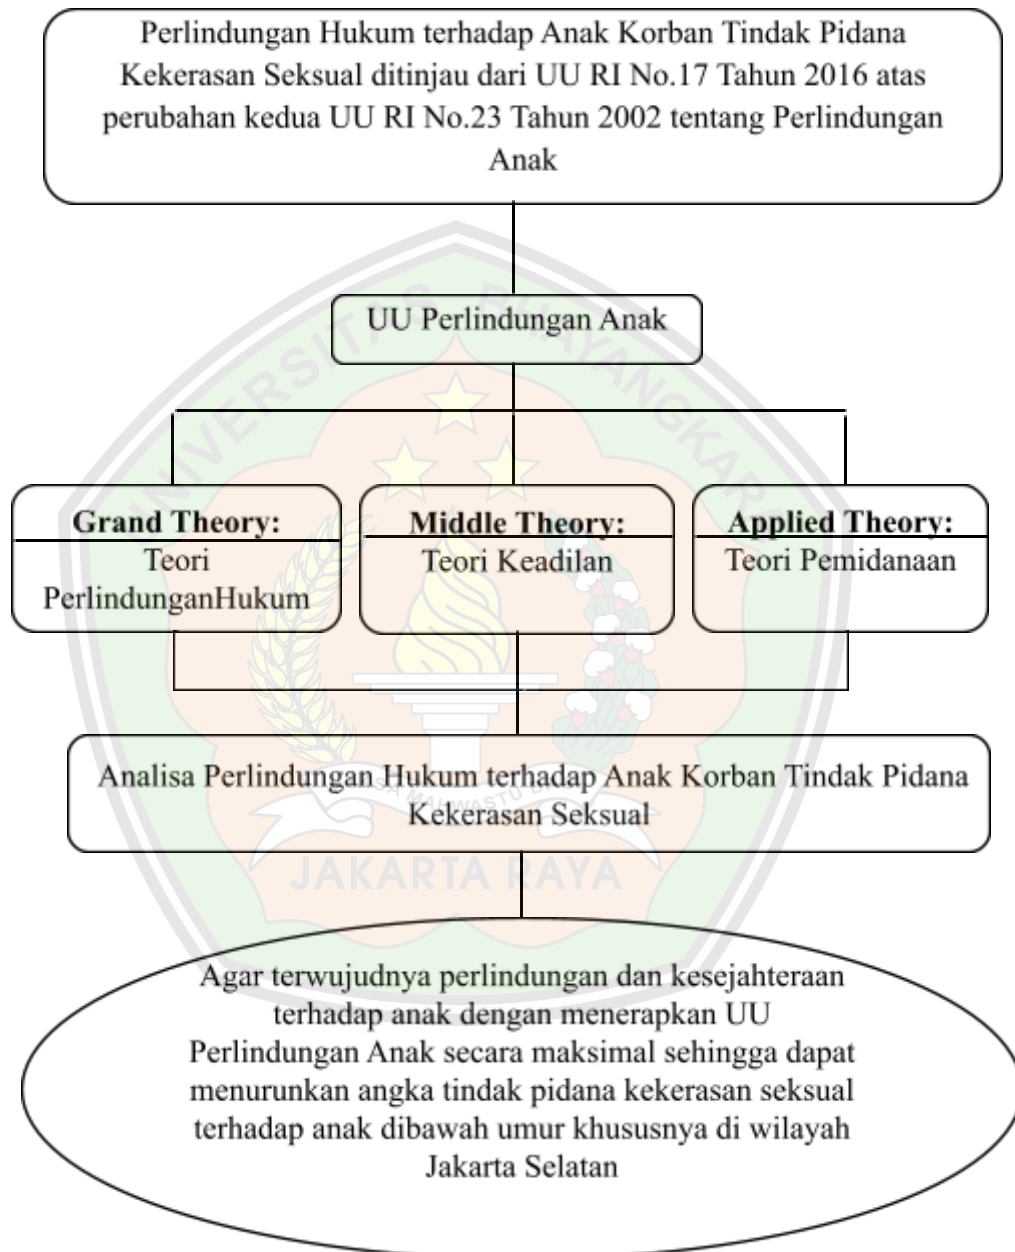 Perlindungan Hukum terhadap Anak Korban Tindak Pidana
Kekerasan Seksual ditinjau dari UU RI No.17 Tahun 2016 atas
perubahan kedua UU RI No.23 Tahun 2002 tentang Perlindungan
Anak
UNIVERSITAS BHAYANGKARA
UU Perlindungan Anak
Grand Theory:
Teori
PerlindunganHukum
Middle Theory:
Teori Keadilan
Applied Theory:
Teori Pemidanaan
Analisa Perlindungan Hukum terhadap Anak Korban Tindak Pidana
Kekerasan Seksual
JAKARTA RAYA
Agar terwujudnya perlindungan dan kesejahteraan
terhadap anak dengan menerapkan UU
Perlindungan Anak secara maksimal sehingga dapat
menurunkan angka tindak pidana kekerasan seksual
terhadap anak dibawah umur khususnya di wilayah
Jakarta Selatan